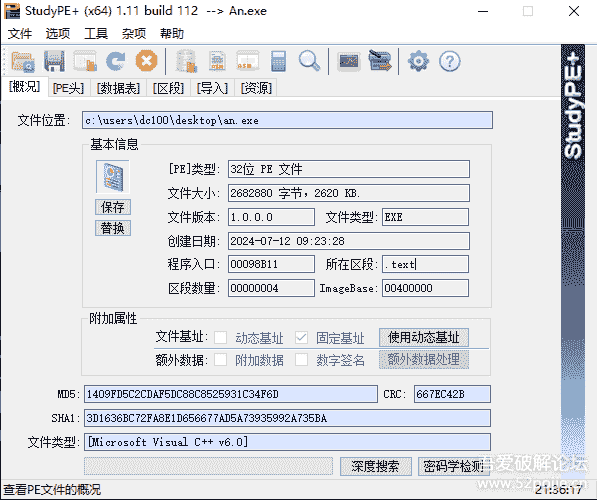 StudyPE+ (x64) 1.11 build 112 --> An.exe
文件 选项 工具 杂项 帮助
[概况] [PE头] [数据表] [区段] [导入] [资源]
StudyPE+
文件位置: c:\users\dc100\desktop\an.exe
基本信息
[PE]类型: 32位 PE 文件
文件大小: 2682880 字节, 2620 KB.
保存
文件版本: 1.0.0.0 文件类型: EXE
替换
创建日期: 2024-07-12 09:23:28
程序入口: 00098B11 所在区段: .text
区段数量: 00000004 ImageBase: 00400000
附加属性
文件基址: 动态基址 固定基址 使用动态基址
额外数据: 附加数据 数字签名 额外数据处理
MD5: 1409FD5C2CDAF5DC88C8525931C34F6D CRC: 667EC42B
SHA1: 3D1636BC72FA8E1D656677AD5A73935992A735BA
文件类型: [Microsoft Visual C++ v6.0]
深度搜索 密码学检测
吾爱破解论坛
www.52pojie.cn
查看PE文件的概况 21:36:17